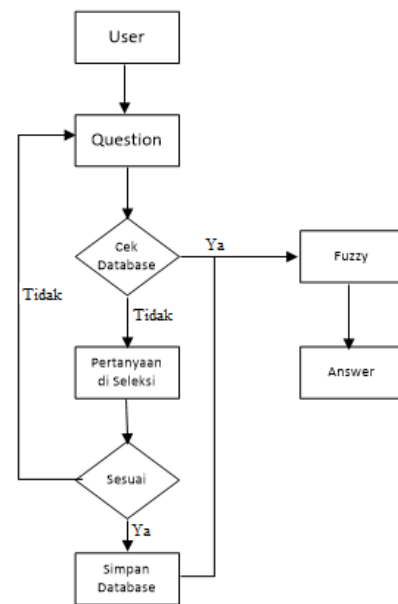 User
Question
Cek
Database
Ya
Fuzzy
Tidak
Tidak
Pertanyaan
di Seleksi
Answer
Sesuai
Ya
Simpan
Database